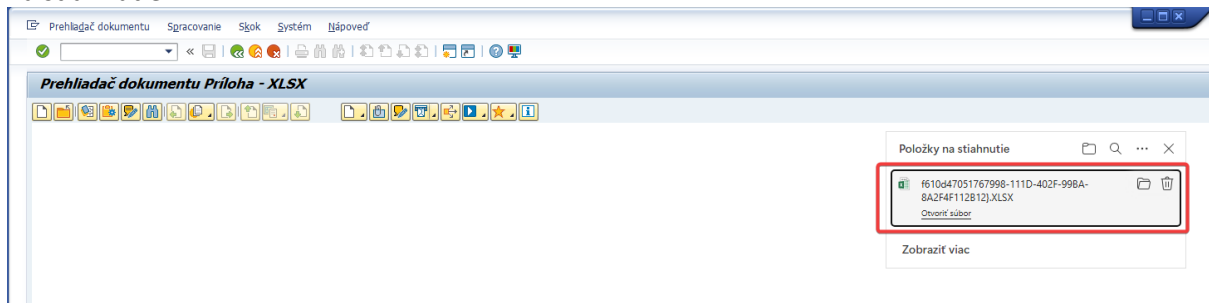 Prehliadač dokumentu Spracovanie Skok Systém Nápoveď
Prehliadač dokumentu Príloha - XLSX
Položky na stiahnutie
f610d47051767998-111D-402F-99BA-
8A2F4F112B12}.XLSX
Otvoriť súbor
Zobraziť viac